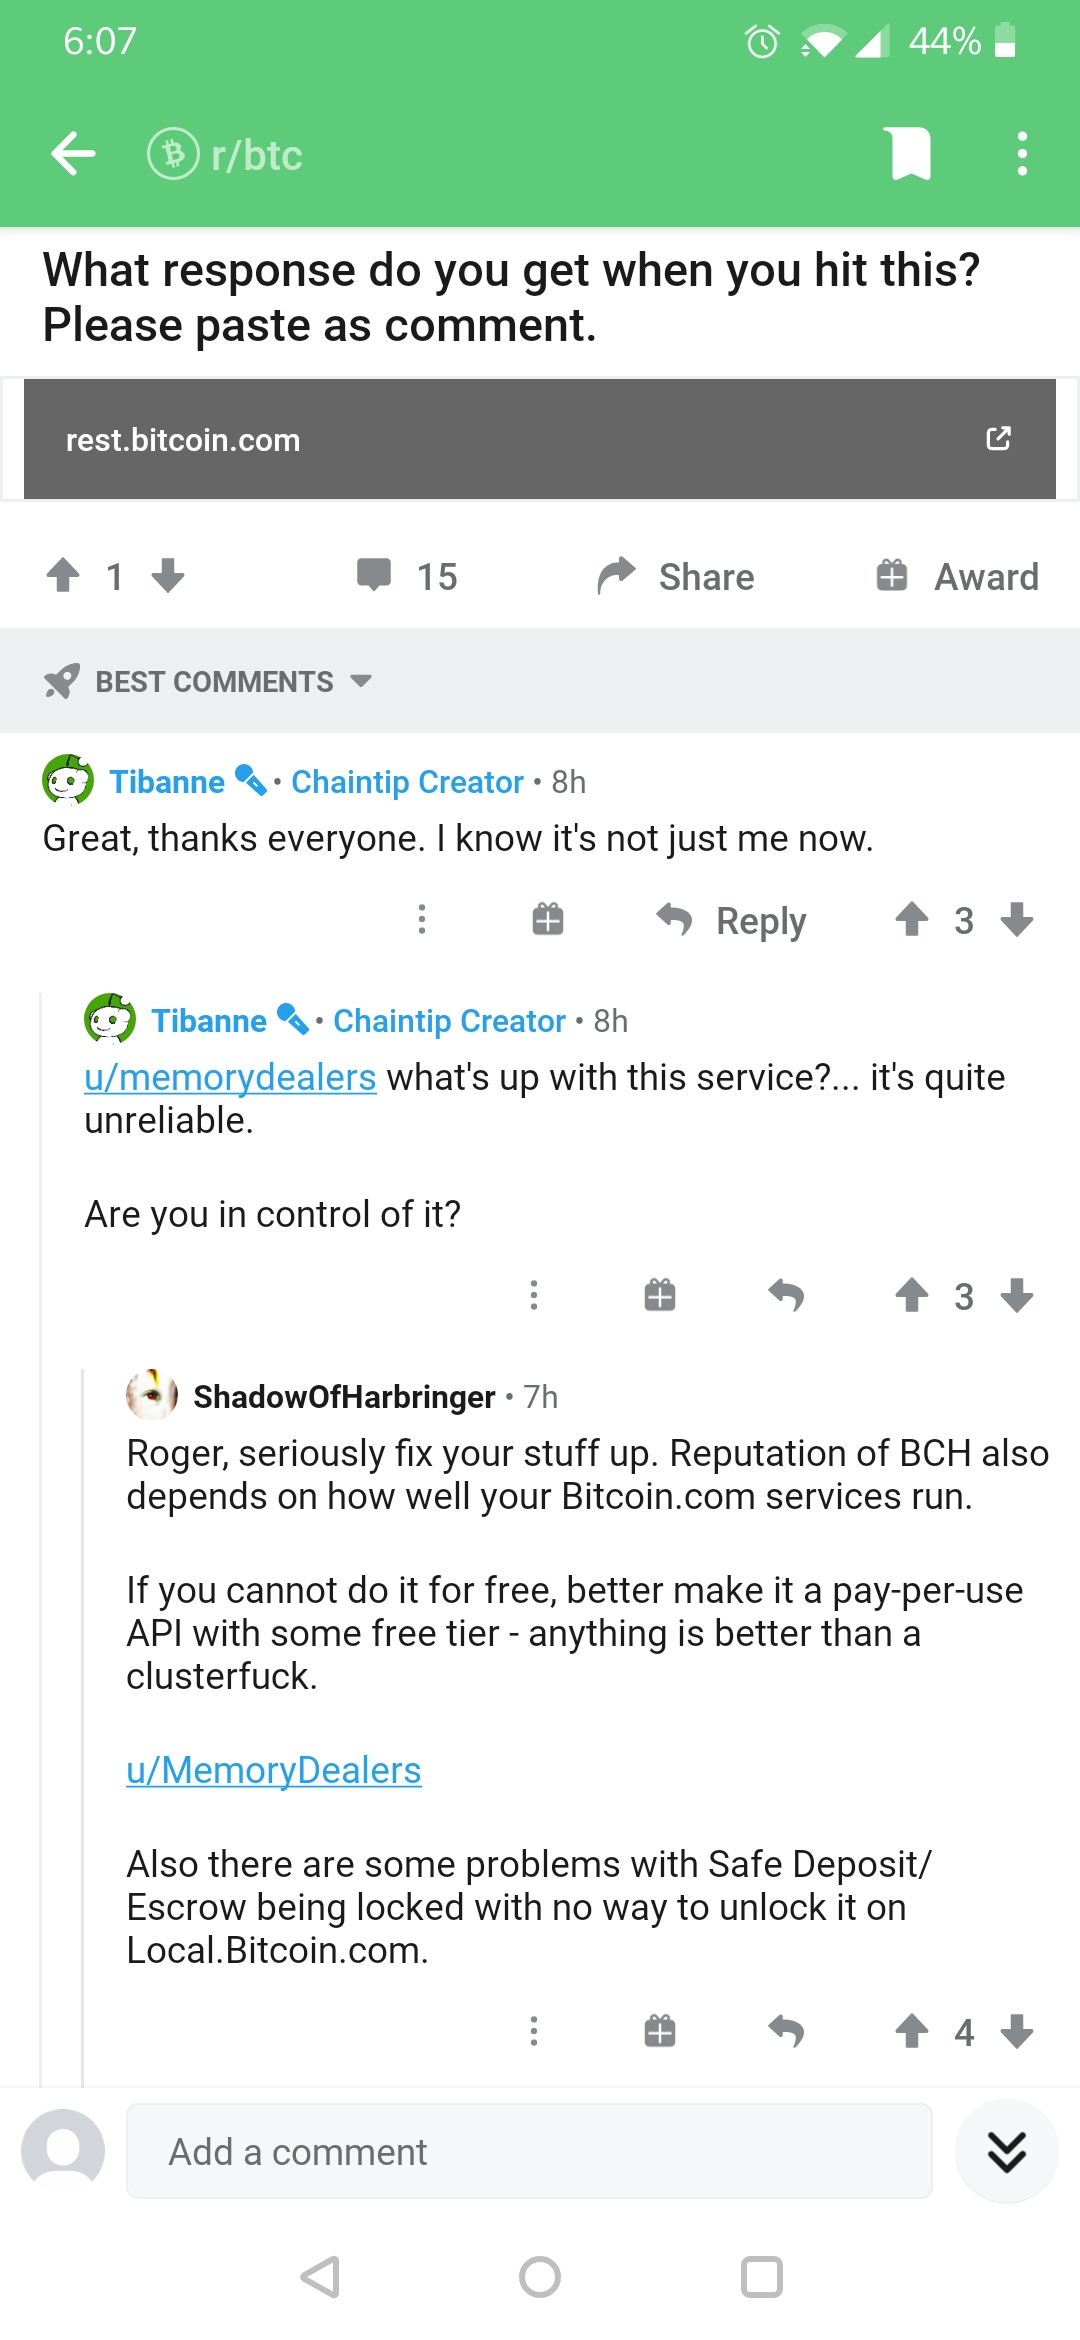 6:07
44%
r/btc
What response do you get when you hit this?
Please paste as comment.
rest.bitcoin.com
1
15
Share
Award
BEST COMMENTS
Tibanne • Chaintip Creator • 8h
Great, thanks everyone. I know it's not just me now.
Reply
3
Tibanne • Chaintip Creator • 8h
u/memorydealers what's up with this service?... it's quite
unreliable.
Are you in control of it?
3
ShadowOfHarbringer • 7h
Roger, seriously fix your stuff up. Reputation of BCH also
depends on how well your Bitcoin.com services run.
If you cannot do it for free, better make it a pay-per-use
API with some free tier - anything is better than a
clusterfuck.
u/MemoryDealers
Also there are some problems with Safe Deposit/
Escrow being locked with no way to unlock it on
Local.Bitcoin.com.
4
Add a comment